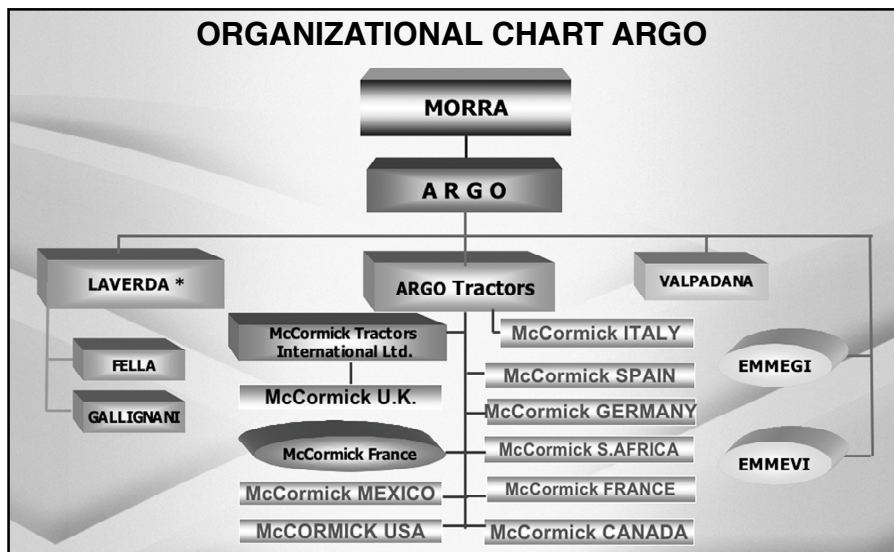 ORGANIZATIONAL CHART ARGO
MORRA
A R G O
LAVERDA *
ARGO Tractors
VALPADANA
McCormick Tractors
International Ltd.
McCormick ITALY
FELLA
McCormick U.K.
McCormick SPAIN
EMMEGI
GALLIGNANI
McCormick GERMANY
McCormick France
McCormick S.AFRICA
EMMEVI
McCormick MEXICO
McCormick FRANCE
McCORMICK USA
McCormick CANADA